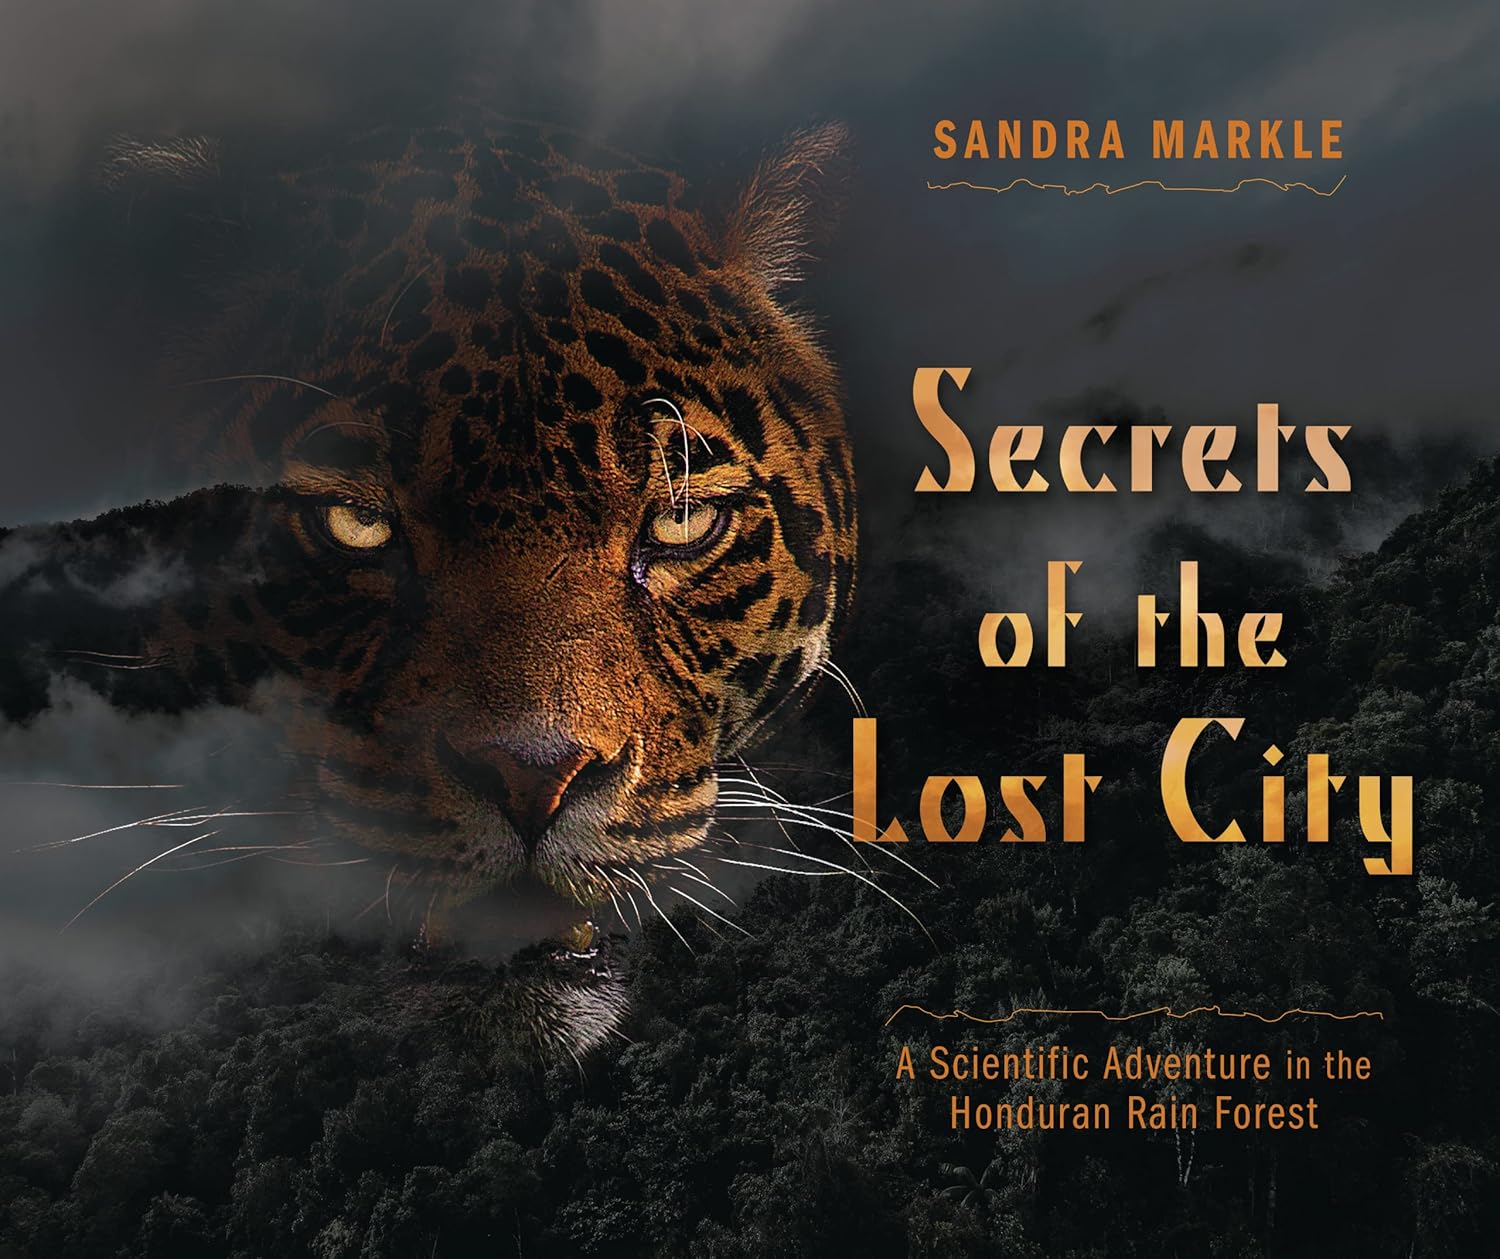 SANDRA MARKLE
Secrets
of the
Lost City
A Scientific Adventure in the
Honduran Rain Forest